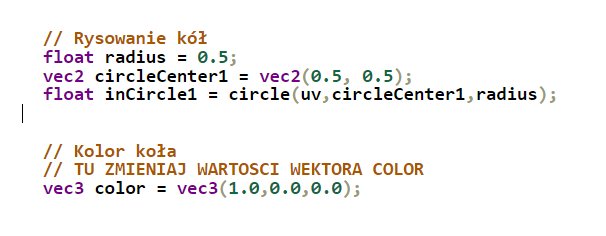 // Rysowanie kół
float radius = 0.5;
vec2 circleCenter1 = vec2(0.5, 0.5);
float inCircle1 = circle(uv,circleCenter1,radius);
// Kolor koła
// TU ZMIENIAJ WARTOSCI WEKTORA COLOR
vec3 color = vec3(1.0,0.0,0.0);